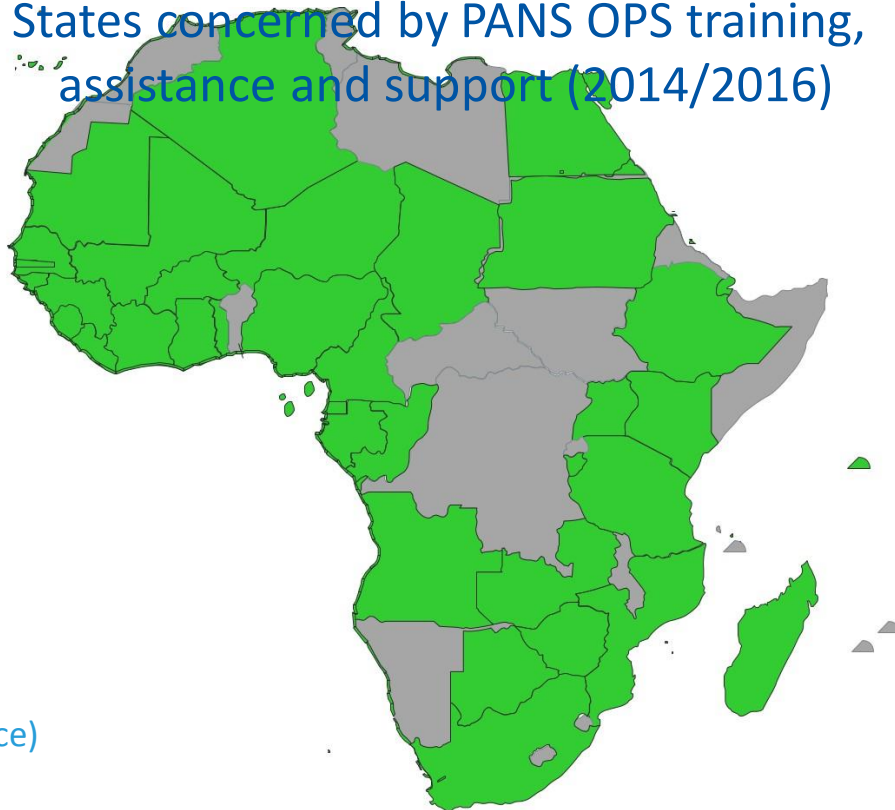 States concerned by PANS OPS training,
assistance and support (2014/2016)
ce)